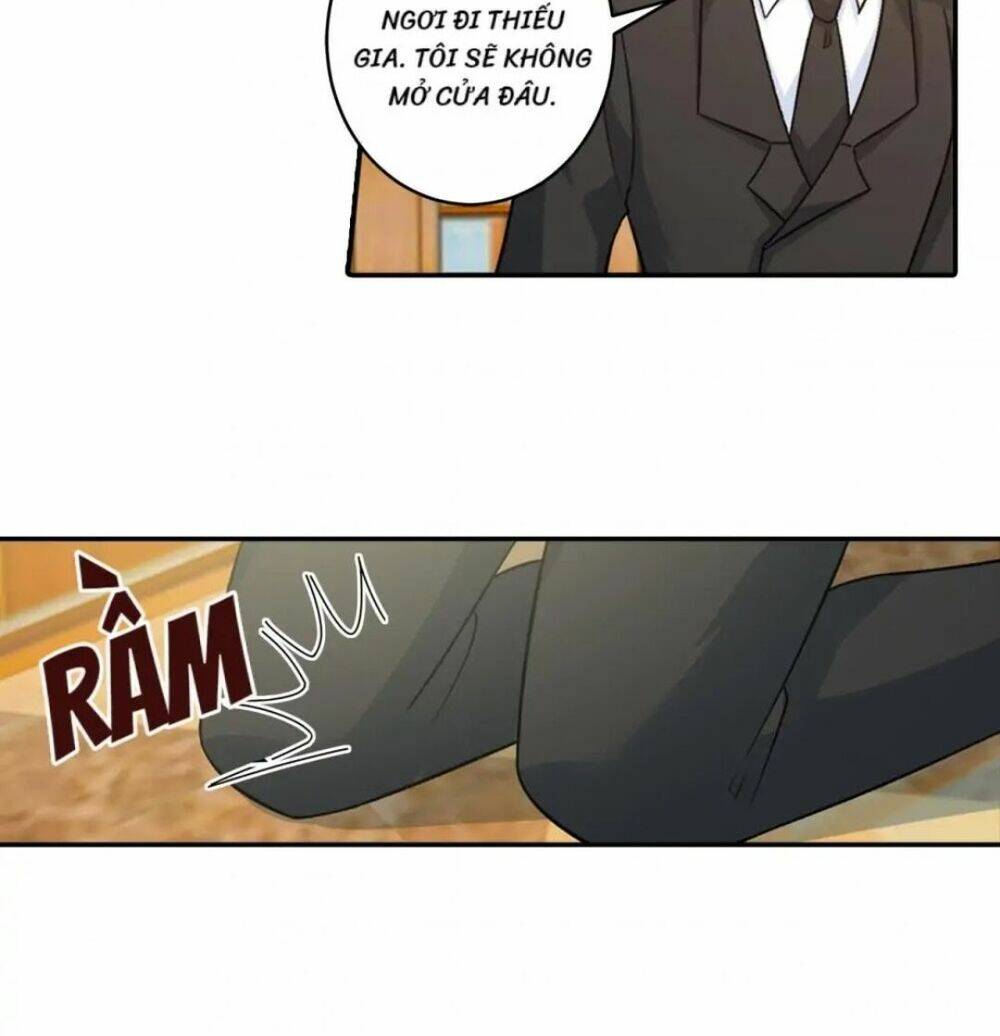 NGƠI ĐI THIẾU
GIA. TÔI SẼ KHÔNG
MỞ CỬA ĐÂU.
RẦM